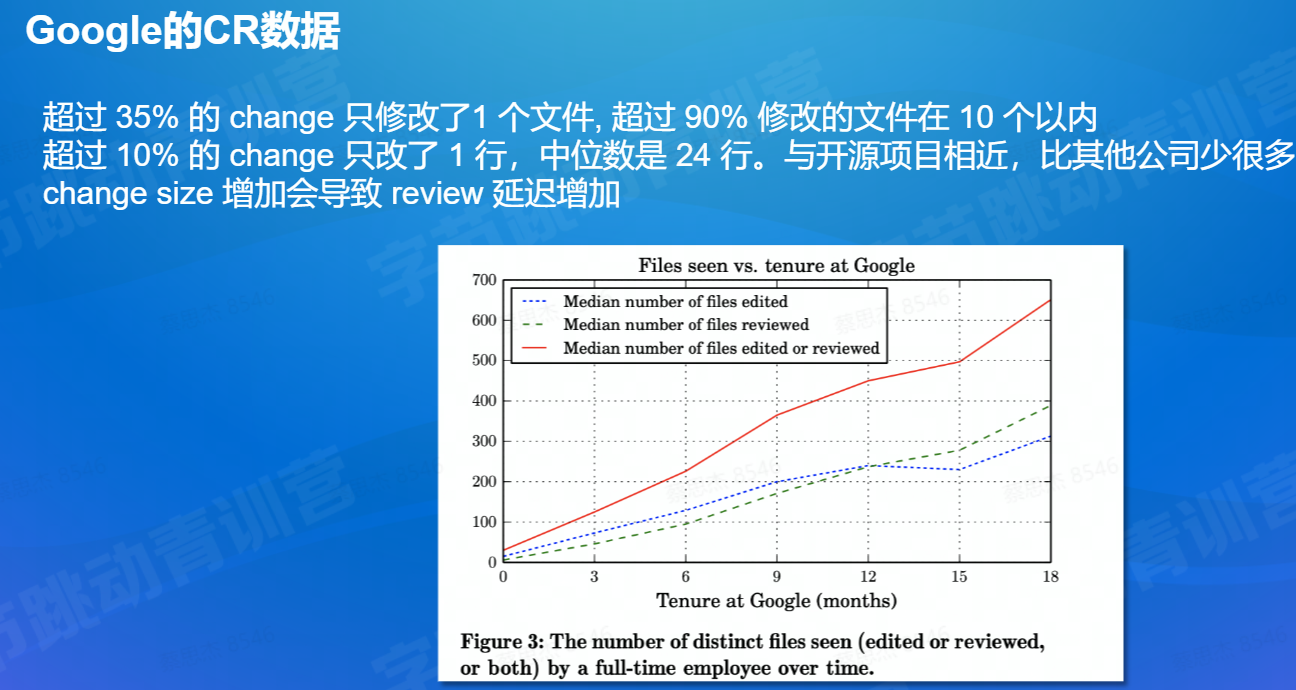 Google的CR数据
超过 35% 的 change 只修改了1 个文件, 超过 90% 修改的文件在 10 个以内
超过 10% 的 change 只改了 1 行，中位数是 24 行。与开源项目相近，比其他公司少很多
change size 增加会导致 review 延迟增加
Files seen vs. tenure at Google
700
600
500
400
300
200
100
0
Median number of files edited
Median number of files reviewed
Median number of files edited or reviewed
0 3 6 9 12 15 18
Tenure at Google (months)
Figure 3: The number of distinct files seen (edited or reviewed,
or both) by a full-time employee over time.
字节跳动青训营
蔡思杰 8546